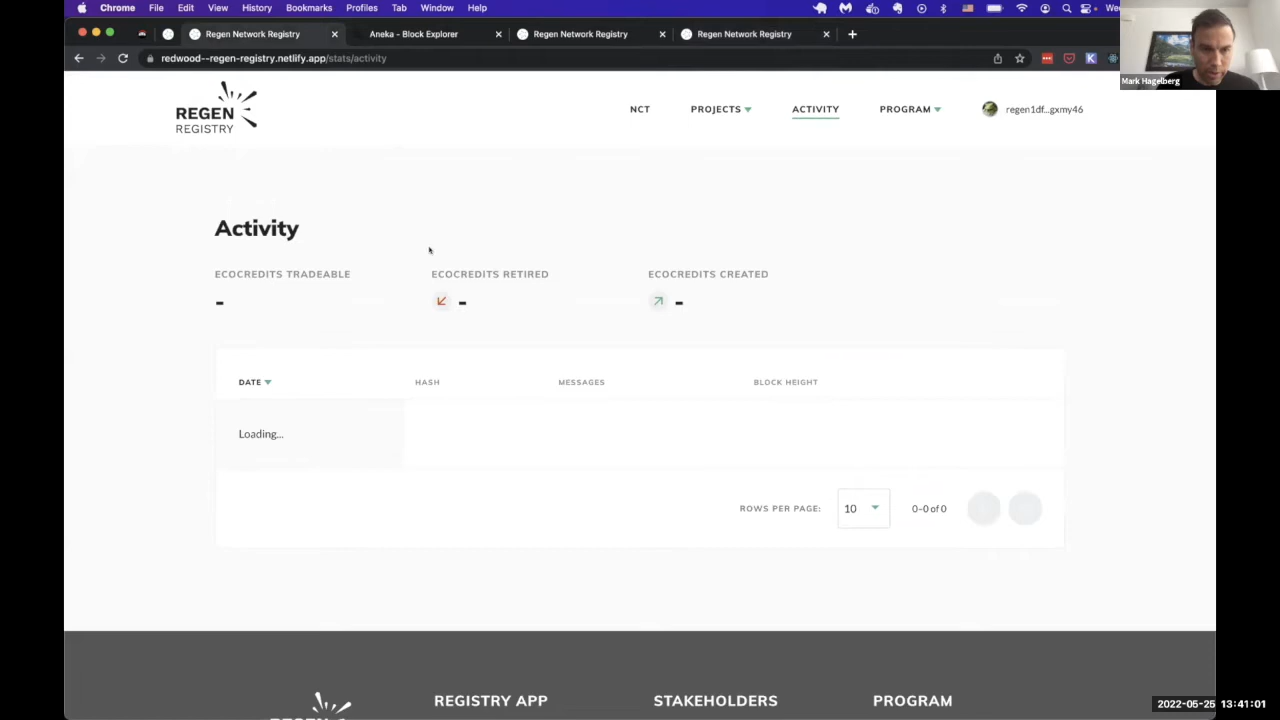 Chrome File Edit View History Bookmarks Profiles Tab Window Help
Regen Network Registry
Aneka - Block Explorer
Regen Network Registry
Regen Network Registry
redwood--regen-registry.netlify.app/stats/activity
Mark Hagelberg
REGEN
REGISTRY
NCT PROJECTS ACTIVITY PROGRAM regen1df...gxmy46
Activity
ECOCREDITS TRADEABLE ECOCREDITS RETIRED ECOCREDITS CREATED
- - -
DATE HASH MESSAGES BLOCK HEIGHT
Loading...
ROWS PER PAGE: 10 0-0 of 0
REGISTRY APP STAKEHOLDERS PROGRAM
2022-05-25 13:41:01